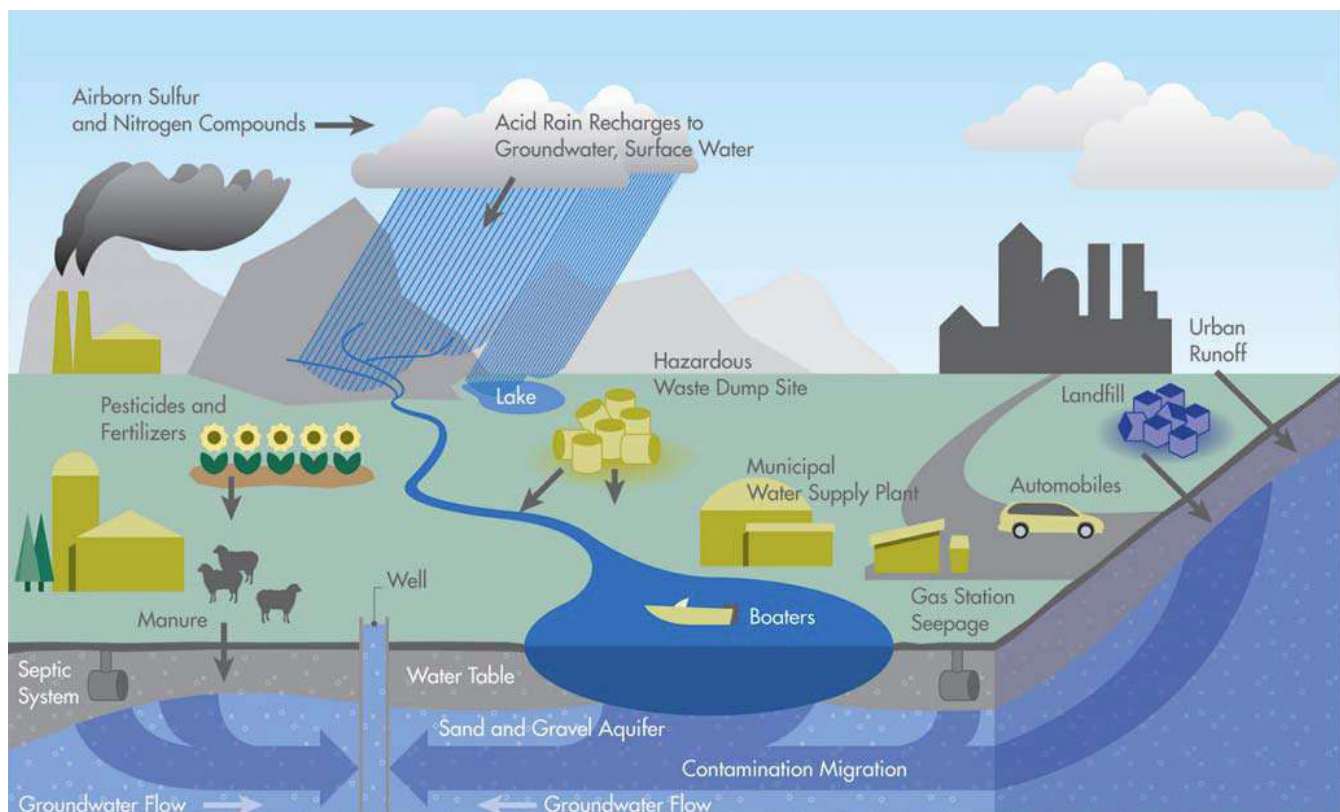 Airborn Sulfur
and Nitrogen Compounds
Acid Rain Recharges to
Groundwater, Surface Water
Urban
Runoff
Hazardous
Waste Dump Site
Lake
Landfill
Pesticides and
Fertilizers
Municipal
Water Supply Plant
Automobiles
Well
Gas Station
Seepage
Boaters
Manure
Septic
System
Water Table
Sand and Gravel Aquifer
Contamination Migration
Groundwater Flow
Groundwater Flow